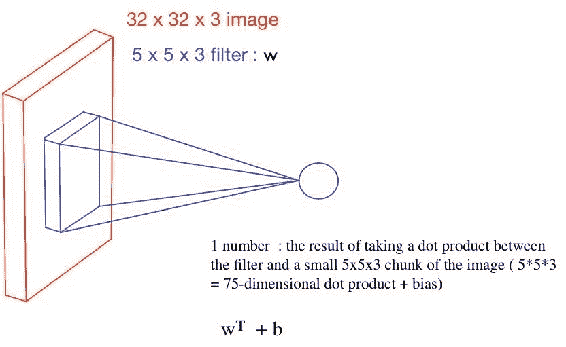 32 x 32 x 3 image
5 x 5 x 3 filter : w
1 number : the result of taking a dot product between
the filter and a small 5x5x3 chunk of the image ( 5*5*3
= 75-dimensional dot product + bias)
wᵀ + b